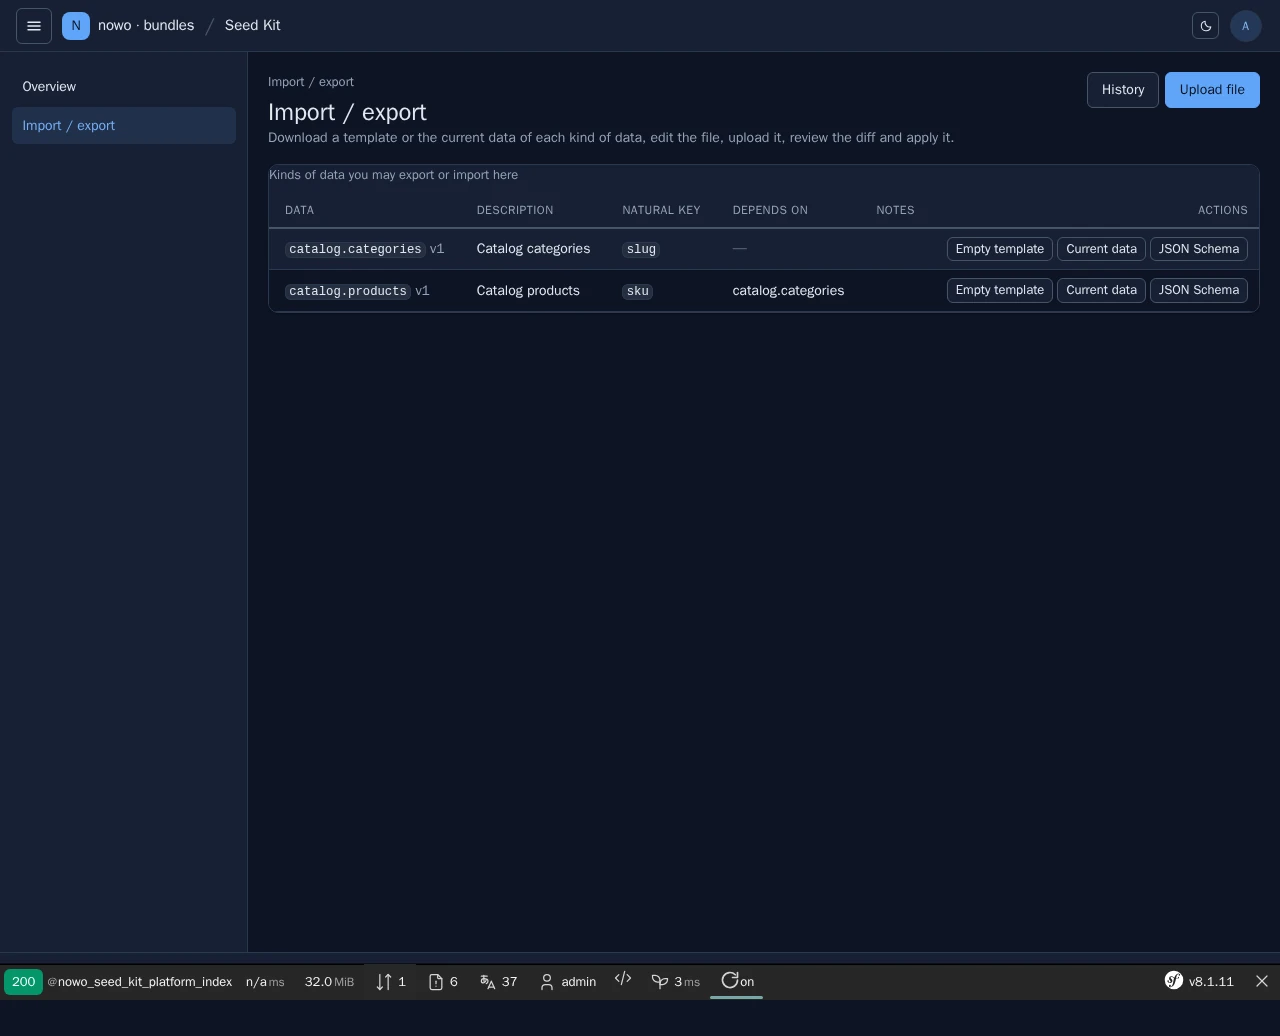 N nowo · bundles / Seed Kit A
Overview
Import / export
Import / export
Import / export
Download a template or the current data of each kind of data, edit the file, upload it, review the diff and apply it.
History Upload file
Kinds of data you may export or import here
DATA DESCRIPTION NATURAL KEY DEPENDS ON NOTES ACTIONS
catalog.categories v1 Catalog categories slug — Empty template Current data JSON Schema
catalog.products v1 Catalog products sku catalog.categories Empty template Current data JSON Schema
200 @nowo_seed_kit_platform_index n/a ms 32.0 MiB 1 6 37 admin 3 ms on sf v8.1.11